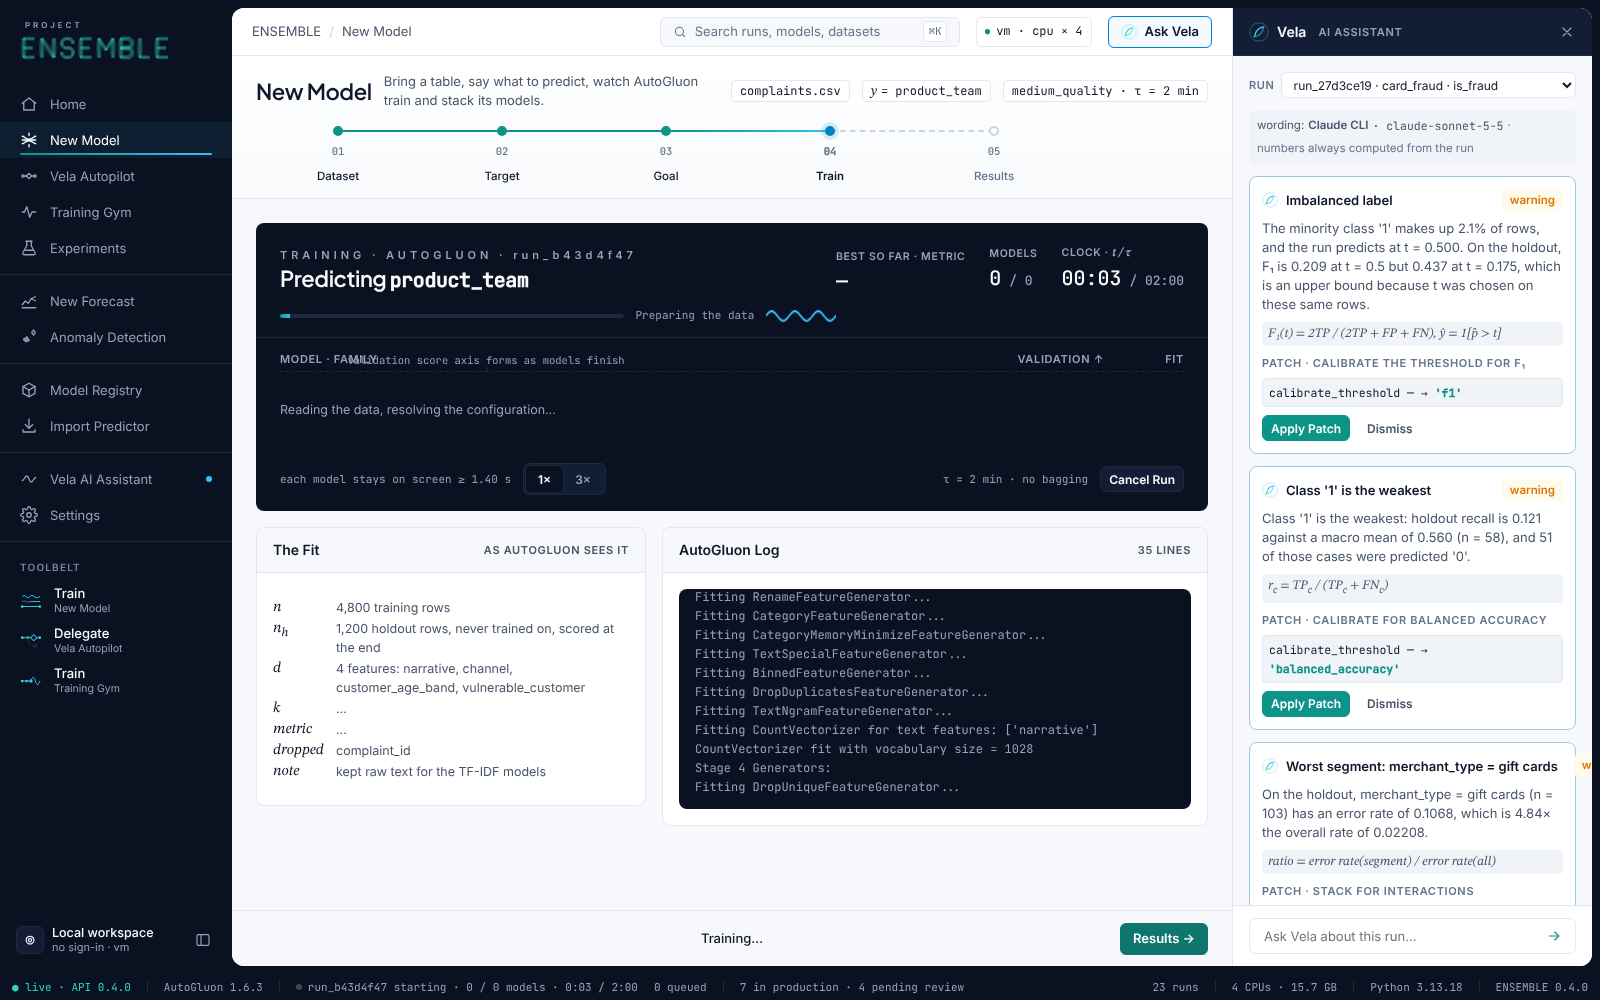 PROJECT
ENSEMBLE
Home
New Model
Vela Autopilot
Training Gym
Experiments
New Forecast
Anomaly Detection
Model Registry
Import Predictor
Vela AI Assistant
Settings
TOOLBELT
Train
New Model
Delegate
Vela Autopilot
Train
Training Gym
Local workspace
no sign-in · vm
ENSEMBLE / New Model
Search runs, models, datasets
⌘K
vm · cpu × 4
Ask Vela
New Model
Bring a table, say what to predict, watch AutoGluon
train and stack its models.
complaints.csv
y = product_team
medium_quality · τ = 2 min
01
02
03
04
05
Dataset
Target
Goal
Train
Results
TRAINING · AUTOGLUON · run_b43d4f47
Predicting product_team
BEST SO FAR · METRIC
—
MODELS
0 / 0
CLOCK · t/τ
00:03 / 02:00
Preparing the data
MODEL · FAMILY
validation score axis forms as models finish
VALIDATION ↑
FIT
Reading the data, resolving the configuration…
each model stays on screen ≥ 1.40 s
1×
3×
τ = 2 min · no bagging
Cancel Run
The Fit
AS AUTOGLUON SEES IT
n 4,800 training rows
nh 1,200 holdout rows, never trained on, scored at
the end
d 4 features: narrative, channel,
customer_age_band, vulnerable_customer
k …
metric …
dropped complaint_id
note kept raw text for the TF-IDF models
AutoGluon Log
35 LINES
Fitting RenameFeatureGenerator...
Fitting CategoryFeatureGenerator...
Fitting CategoryMemoryMinimizeFeatureGenerator...
Fitting TextSpecialFeatureGenerator...
Fitting BinnedFeatureGenerator...
Fitting DropDuplicatesFeatureGenerator...
Fitting TextNgramFeatureGenerator...
Fitting CountVectorizer for text features: ['narrative']
CountVectorizer fit with vocabulary size = 1028
Stage 4 Generators:
Fitting DropUniqueFeatureGenerator...
Training…
Results →
Vela AI ASSISTANT
RUN
run_27d3ce19 · card_fraud · is_fraud
wording: Claude CLI · claude-sonnet-5-5 ·
numbers always computed from the run
Imbalanced label
warning
The minority class '1' makes up 2.1% of rows,
and the run predicts at t = 0.500. On the holdout,
F₁ is 0.209 at t = 0.5 but 0.437 at t = 0.175, which
is an upper bound because t was chosen on
these same rows.
F₁(t) = 2TP / (2TP + FP + FN), ŷ = 1[p̂ > t]
PATCH · CALIBRATE THE THRESHOLD FOR F₁
calibrate_threshold — → 'f1'
Apply Patch
Dismiss
Class '1' is the weakest
warning
Class '1' is the weakest: holdout recall is 0.121
against a macro mean of 0.560 (n = 58), and 51
of those cases were predicted '0'.
rc = TPc / (TPc + FNc)
PATCH · CALIBRATE FOR BALANCED ACCURACY
calibrate_threshold — →
'balanced_accuracy'
Apply Patch
Dismiss
Worst segment: merchant_type = gift cards
w
On the holdout, merchant_type = gift cards (n =
103) has an error rate of 0.1068, which is 4.84×
the overall rate of 0.02208.
ratio = error rate(segment) / error rate(all)
PATCH · STACK FOR INTERACTIONS
Ask Vela about this run…
live · API 0.4.0
AutoGluon 1.6.3
run_b43d4f47 starting · 0 / 0 models · 0:03 / 2:00
0 queued
7 in production · 4 pending review
23 runs
4 CPUs · 15.7 GB
Python 3.13.18
ENSEMBLE 0.4.0